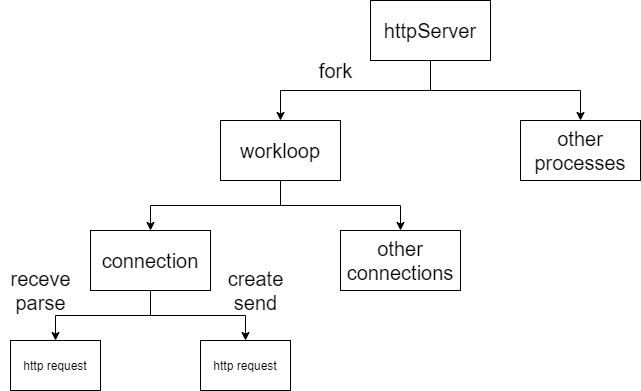 httpServer
fork
workloop
other
processes
connection
other
connections
receve
parse
create
send
http request
http request